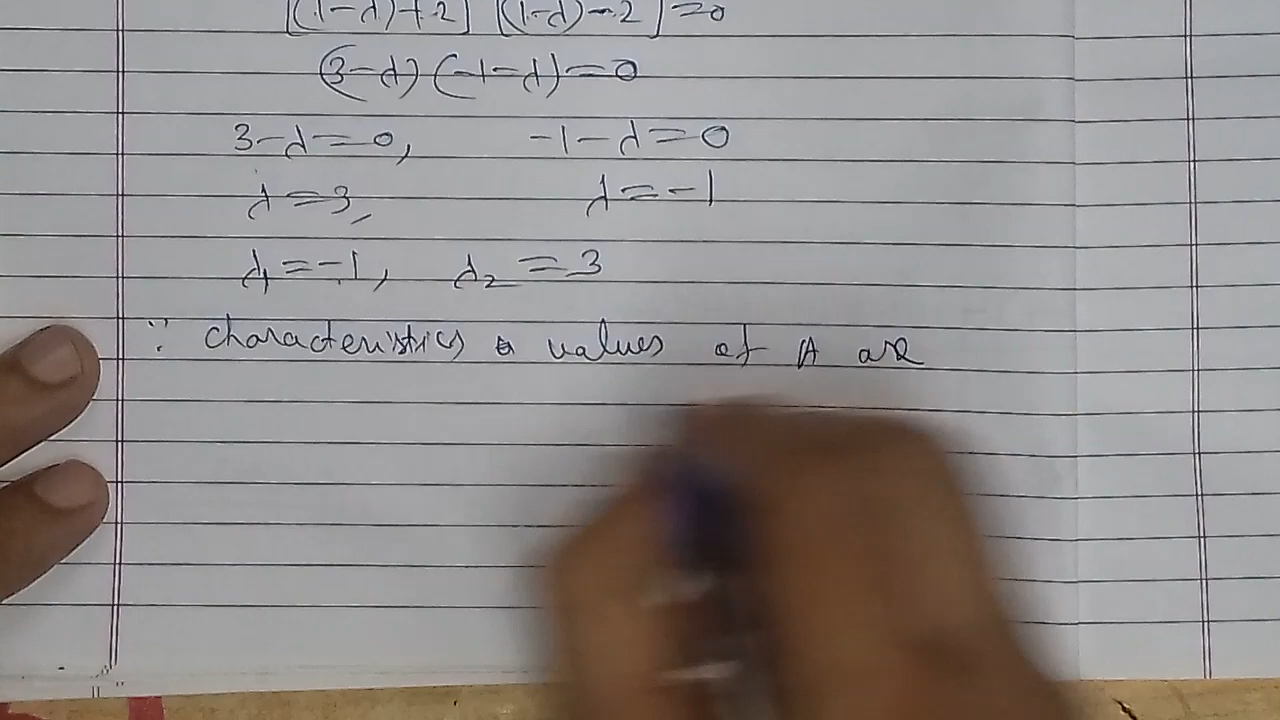 [(1-λ)+2] [(1-λ)-2]=0
(3-λ)(-1-λ)=0
3-λ=0, -1-λ=0
λ=3, λ=-1
λ₁=-1, λ₂=3
∵ characteristics values of A are